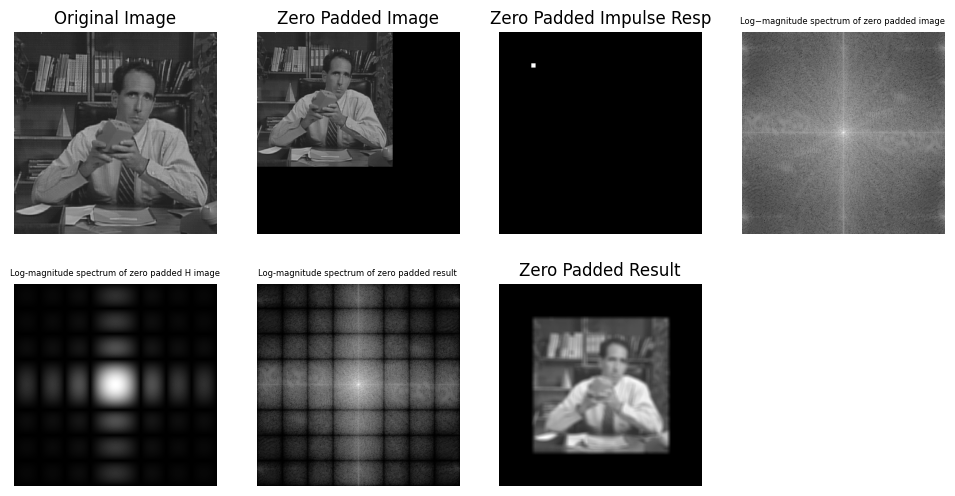 Original Image
Zero Padded Image
Zero Padded Impulse Resp
Log−magnitude spectrum of zero padded image
Log-magnitude spectrum of zero padded H image
Log-magnitude spectrum of zero padded result
Zero Padded Result